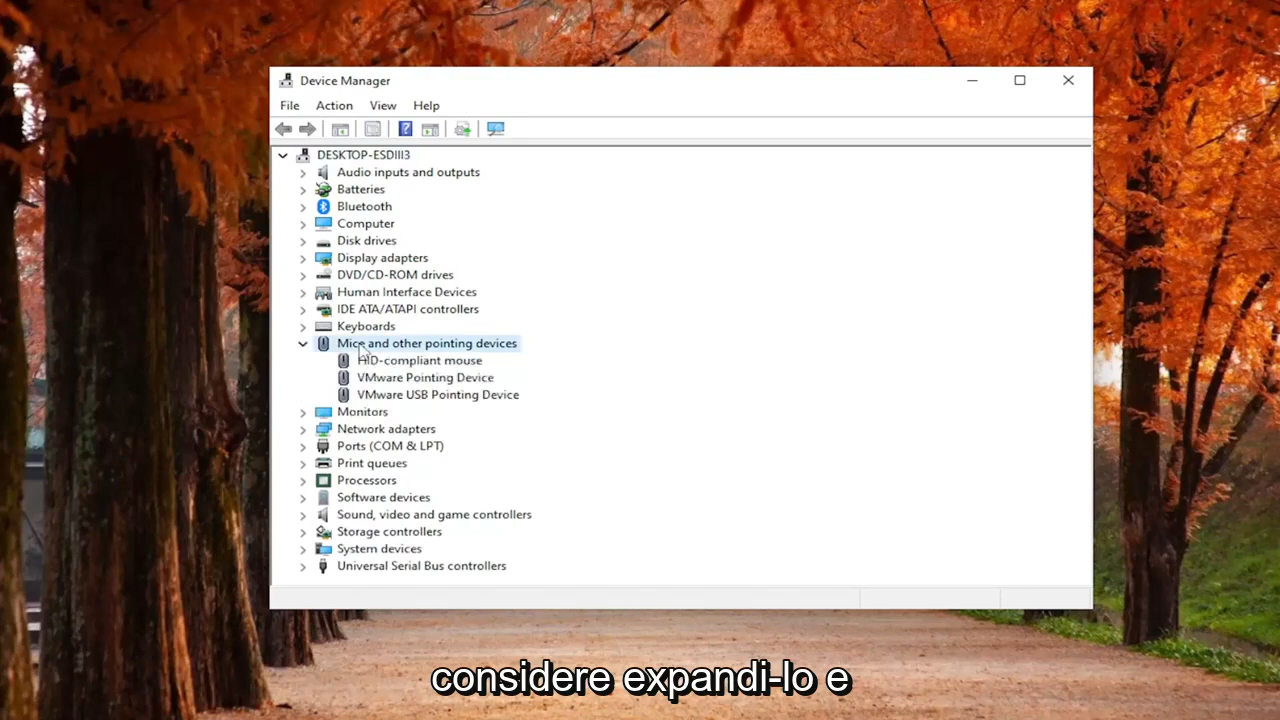 Device Manager
File Action View Help
DESKTOP-ESDIII3
Audio inputs and outputs
Batteries
Bluetooth
Computer
Disk drives
Display adapters
DVD/CD-ROM drives
Human Interface Devices
IDE ATA/ATAPI controllers
Keyboards
Mice and other pointing devices
HID-compliant mouse
VMware Pointing Device
VMware USB Pointing Device
Monitors
Network adapters
Ports (COM & LPT)
Print queues
Processors
Software devices
Sound, video and game controllers
Storage controllers
System devices
Universal Serial Bus controllers
considere expandi-lo e